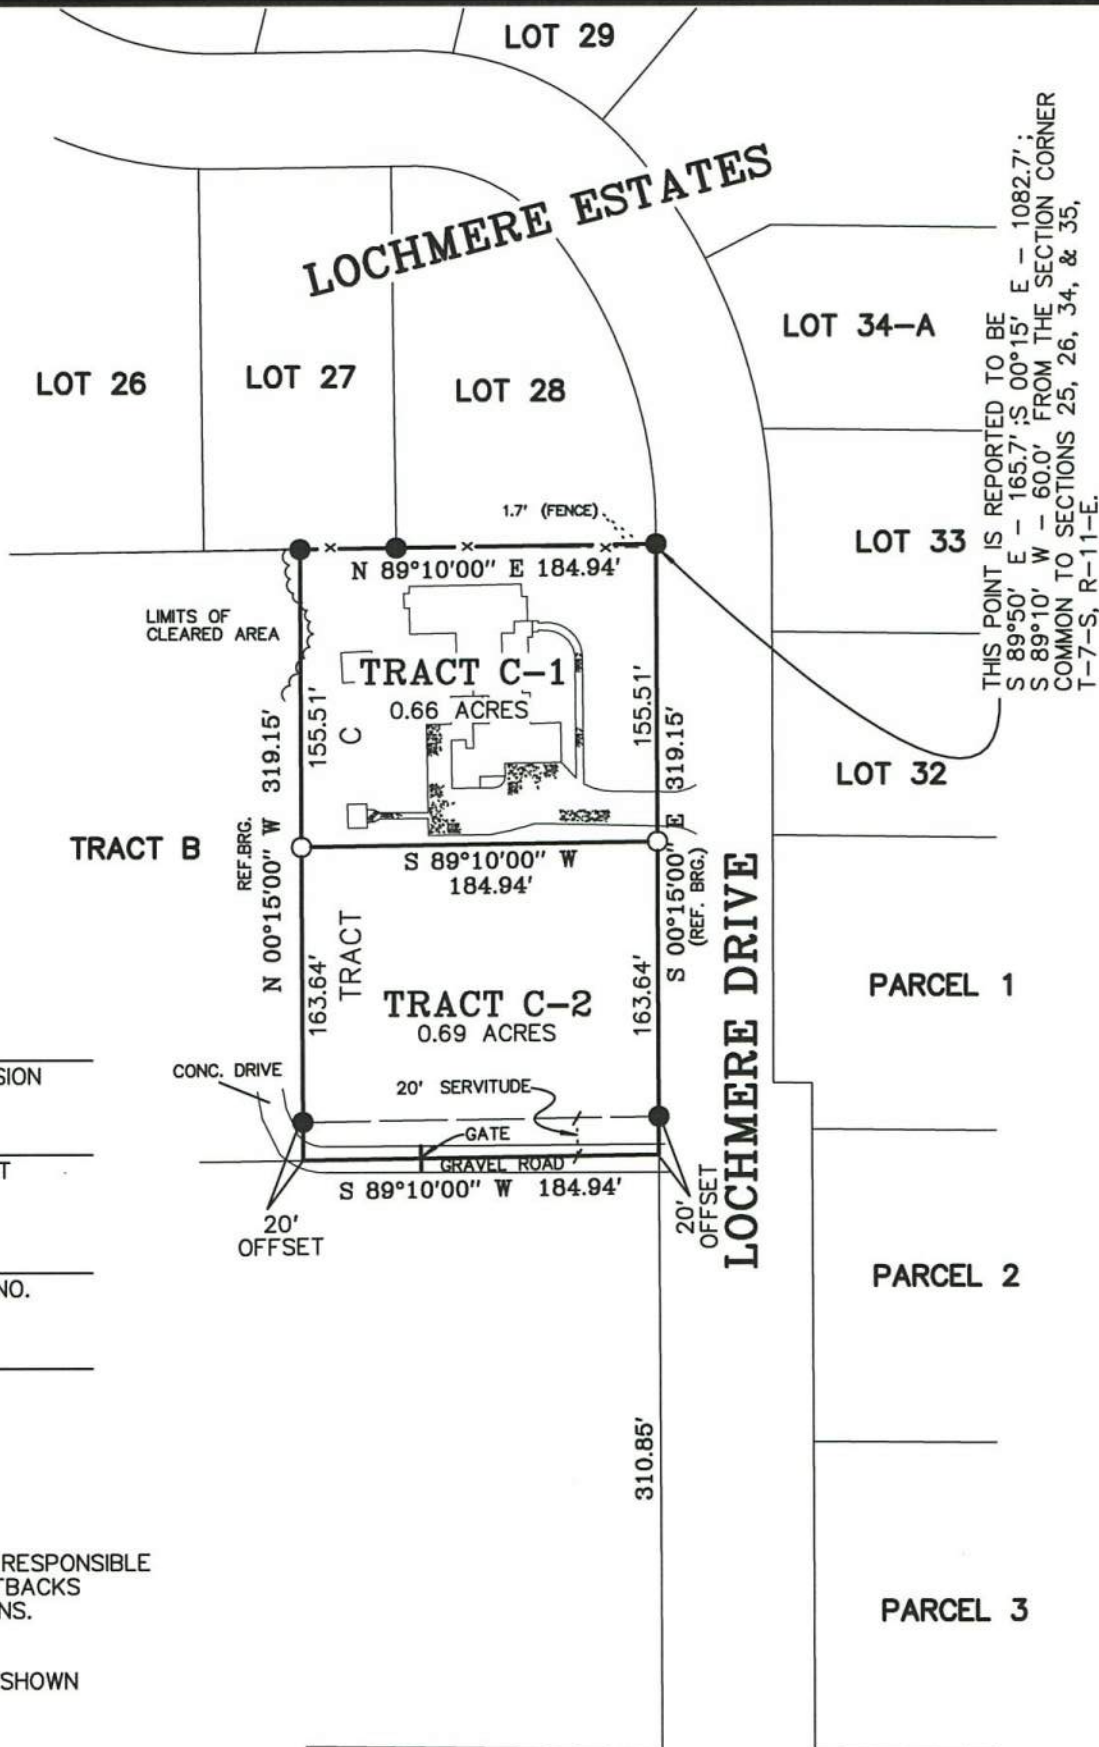 LOT 29
LOCHMERE ESTATES
LOT 26
LOT 27
LOT 28
LOT 34-A
LOT 33
LOT 32
THIS POINT IS REPORTED TO BE
S 89°50' E - 165.7' ;S 00°15' E - 1082.7' ;
S 89°10' W - 60.0' FROM THE SECTION CORNER
COMMON TO SECTIONS 25, 26, 34, & 35,
T-7-S, R-11-E.
1.7' (FENCE)
N 89°10'00" E 184.94'
LIMITS OF
CLEARED AREA
TRACT C-1
0.66 ACRES
155.51'
155.51'
TRACT C
N 00°15'00" W 319.15'
REF.BRG.
S 00°15'00" E 319.15'
(REF. BRG.)
TRACT B
S 89°10'00" W
184.94'
LOCHMERE DRIVE
PARCEL 1
163.64'
163.64'
TRACT C-2
0.69 ACRES
CONC. DRIVE
20' SERVITUDE
GATE
GRAVEL ROAD
S 89°10'00" W 184.94'
20'
OFFSET
20'
OFFSET
PARCEL 2
310.85'
PARCEL 3
SION
T
NO.
RESPONSIBLE
TBACKS
NS.
SHOWN